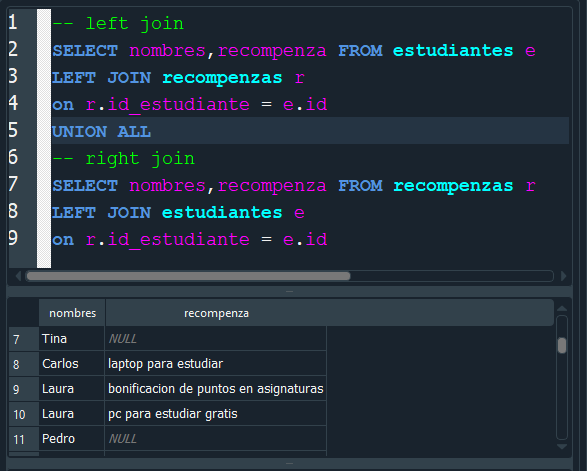 1 -- left join
2 SELECT nombres,recompenza FROM estudiantes e
3 LEFT JOIN recompenzas r
4 on r.id_estudiante = e.id
5 UNION ALL
6 -- right join
7 SELECT nombres,recompenza FROM recompenzas r
8 LEFT JOIN estudiantes e
9 on r.id_estudiante = e.id
nombres recompenza
7 Tina NULL
8 Carlos laptop para estudiar
9 Laura bonificacion de puntos en asignaturas
10 Laura pc para estudiar gratis
11 Pedro NULL